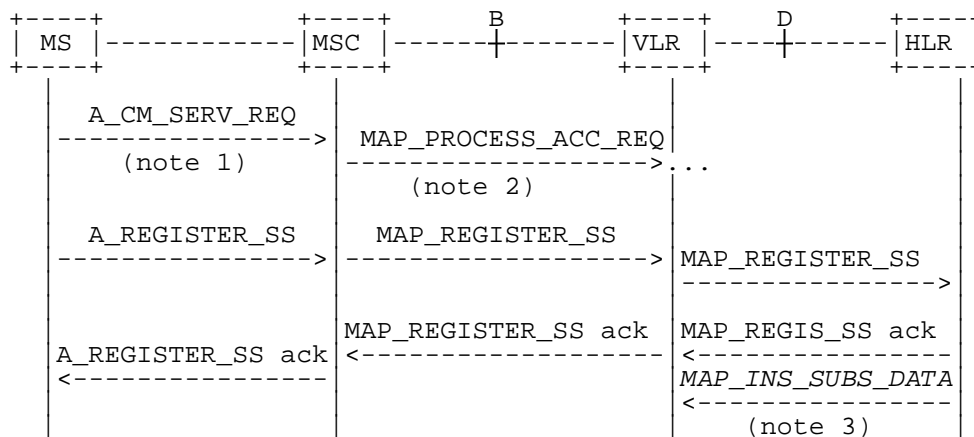 B D
MS MSC VLR HLR
A_CM_SERV_REQ
MAP_PROCESS_ACC_REQ
(note 1) ...
(note 2)
A_REGISTER_SS MAP_REGISTER_SS
MAP_REGISTER_SS
MAP_REGISTER_SS ack MAP_REGIS_SS ack
A_REGISTER_SS ack
MAP_INS_SUBS_DATA
(note 3)